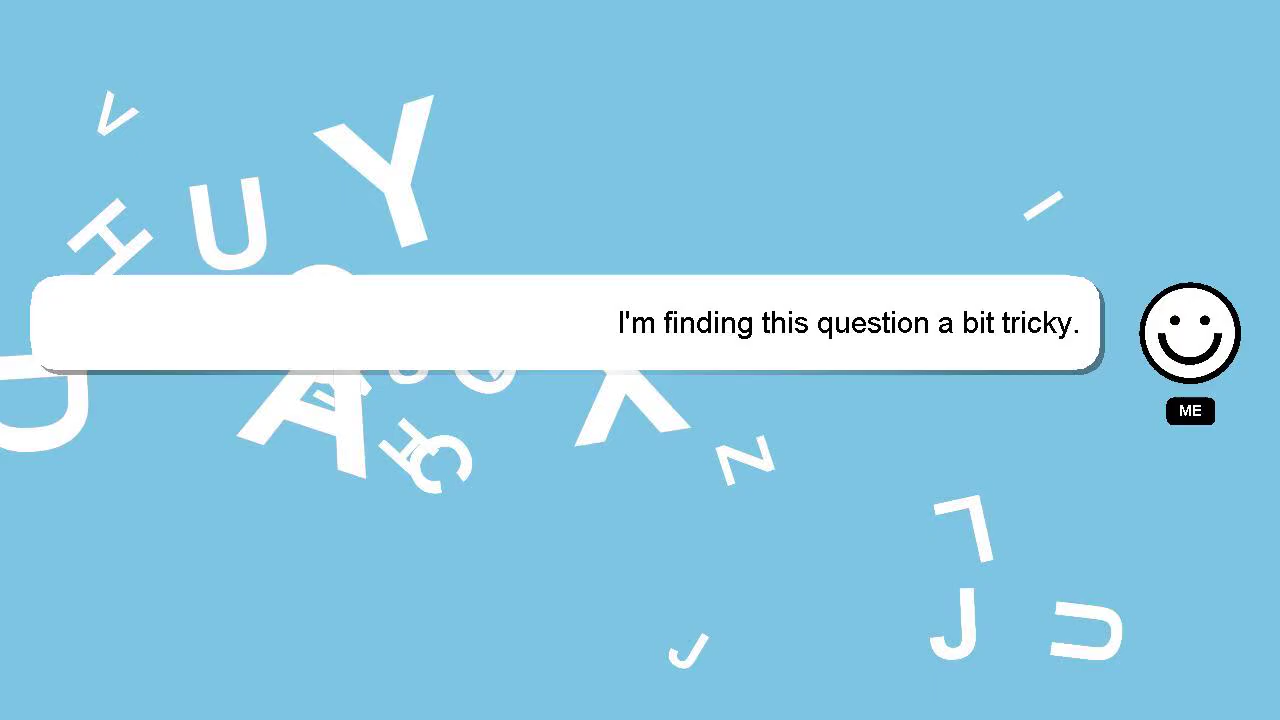 V
Y
U
H
I
I'm finding this question a bit tricky.
ME
U
A
X
H
C
N
L
J
U
J